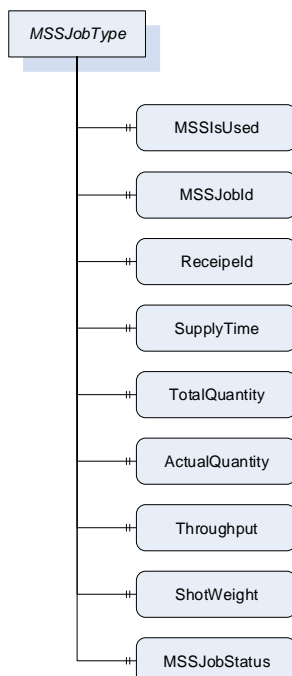 MSSJobType
MSSIsUsed
MSSJobId
ReceipeId
SupplyTime
TotalQuantity
ActualQuantity
Throughput
ShotWeight
MSSJobStatus